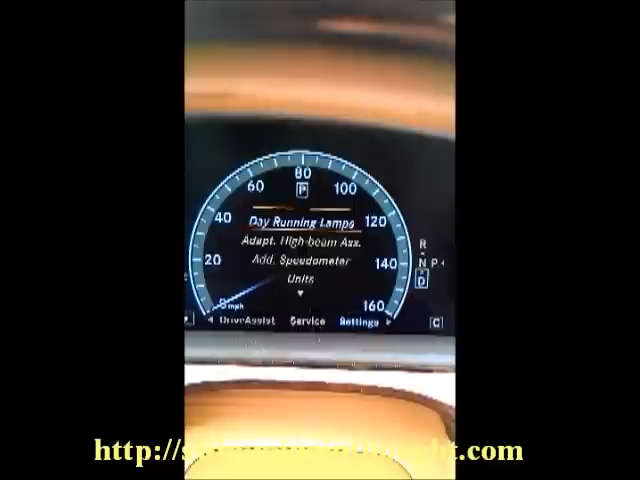 80
60 P 100
40 Day Running Lamps 120
Adapt. High-beam Ass.
20 Add. Speedometer 140
Units
0 mph 160
DriveAssist Service Settings
R
N P
D
C